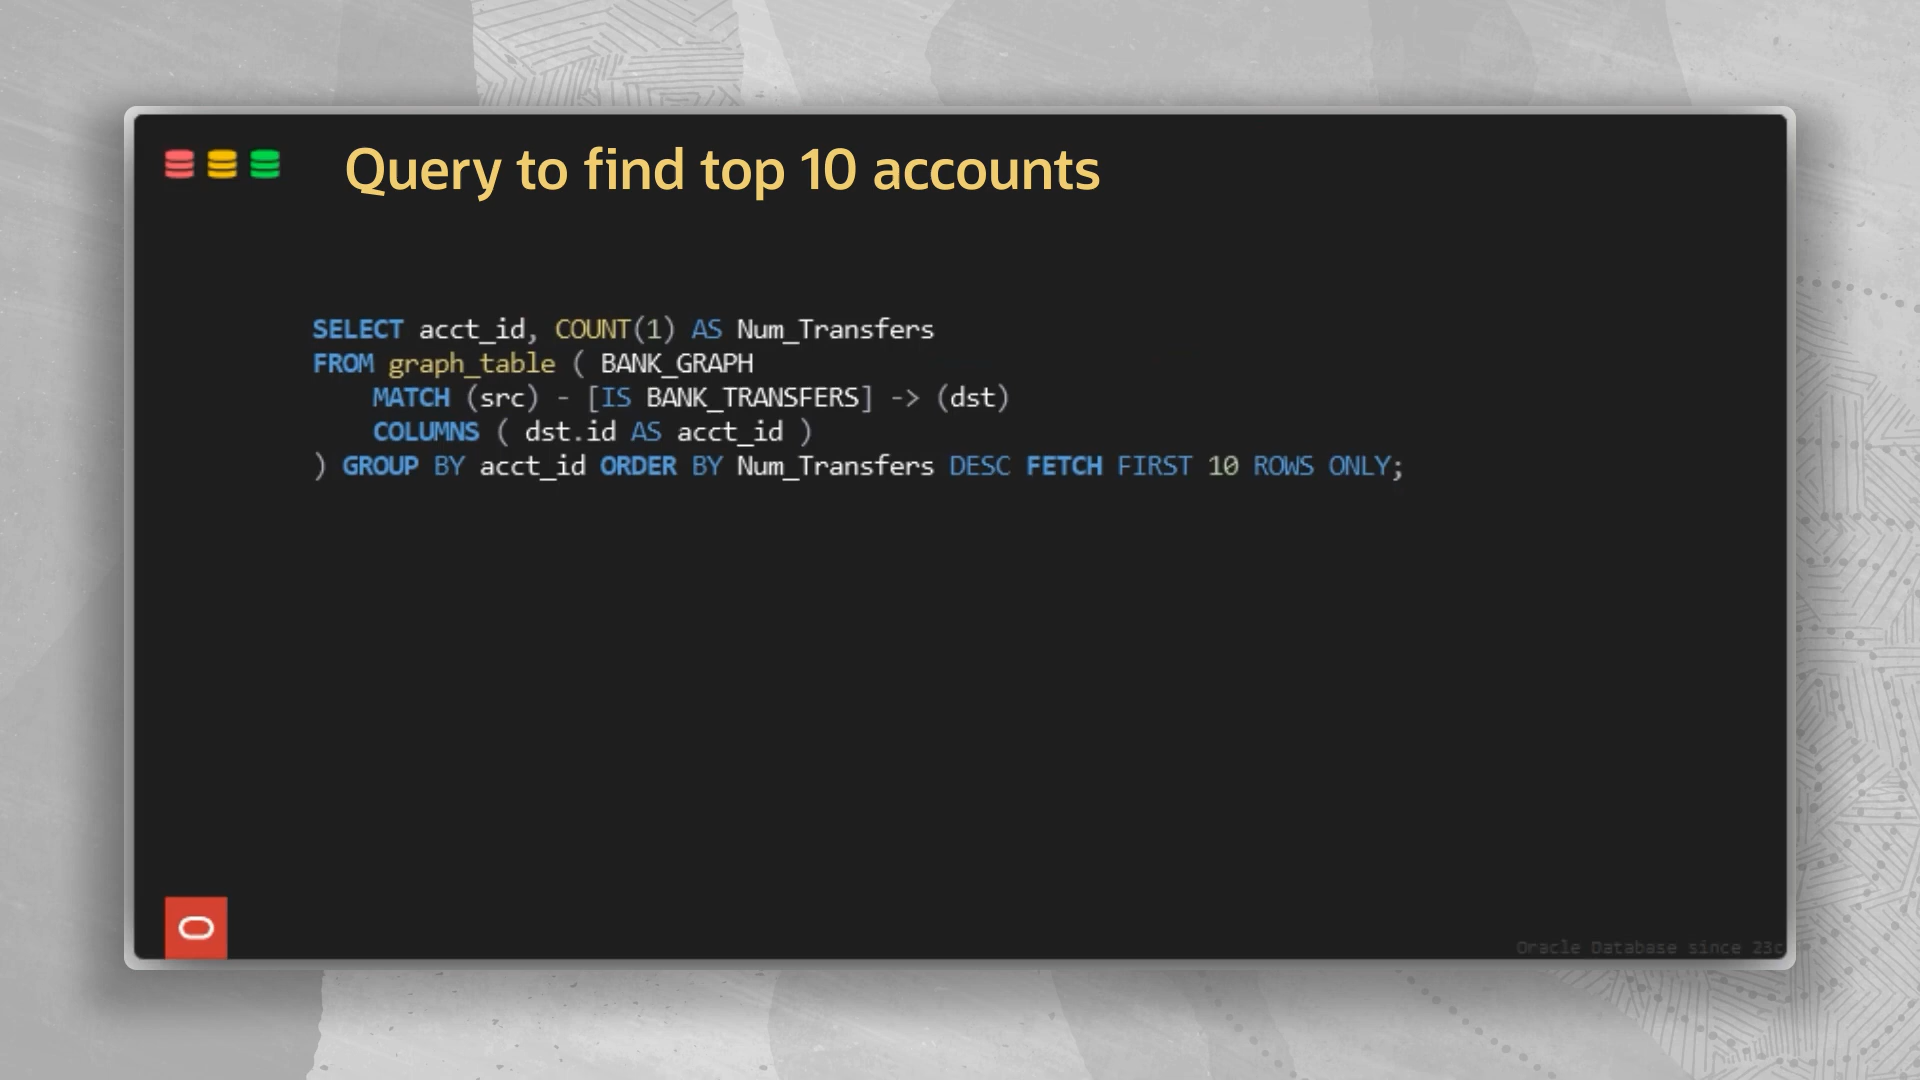 Query to find top 10 accounts
SELECT acct_id, COUNT(1) AS Num_Transfers
FROM graph_table ( BANK_GRAPH
MATCH (src) - [IS BANK_TRANSFERS] -> (dst)
COLUMNS ( dst.id AS acct_id )
) GROUP BY acct_id ORDER BY Num_Transfers DESC FETCH FIRST 10 ROWS ONLY;
Oracle Database since 23c